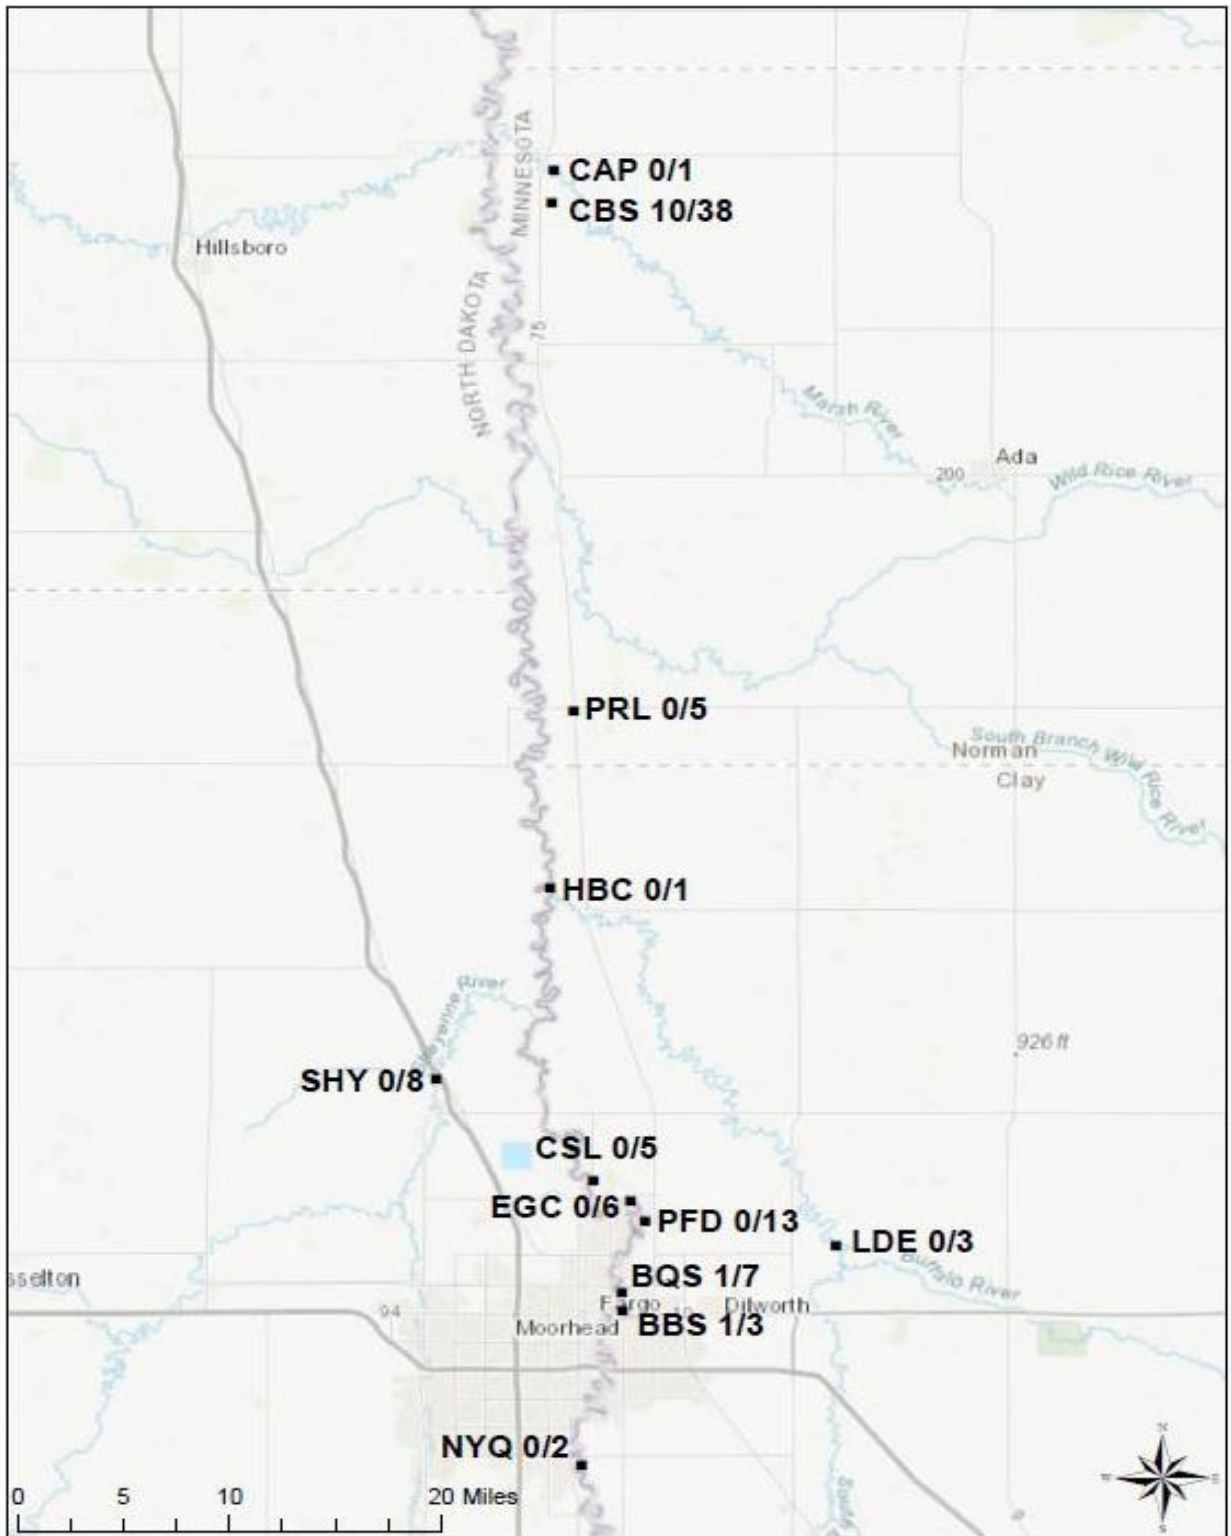 CAP 0/1
CBS 10/38
MINNESOTA
Hillsboro
NORTH DAKOTA
75
Marsh River
Ada
200
Wild Rice River
PRL 0/5
South Branch Wild Rice River
Norman
Clay
HBC 0/1
Sheyenne River
926 ft
SHY 0/8
CSL 0/5
EGC 0/6
PFD 0/13
LDE 0/3
Buffalo River
BQS 1/7
sselton
94
Fargo
10
Dilworth
Moorhead
BBS 1/3
NYQ 0/2
South
N
W
E
S
0 5 10 20 Miles